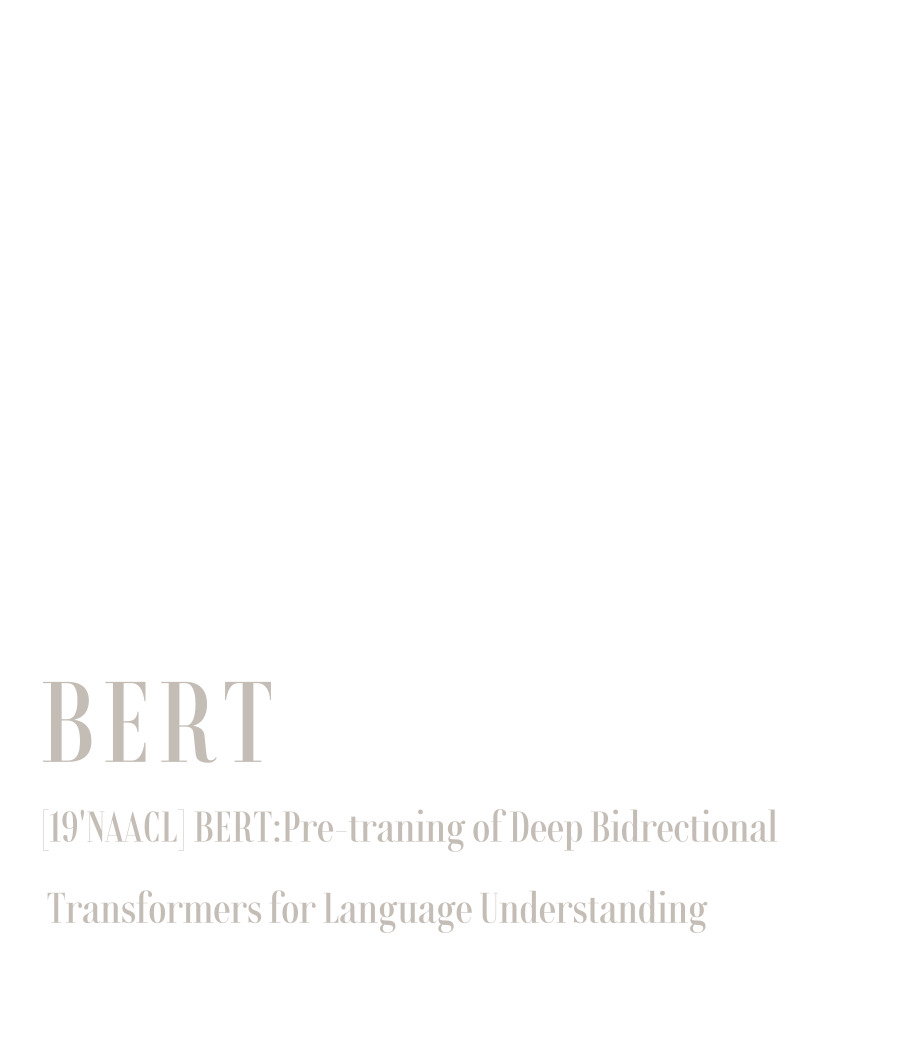 BERT
[19'NAACL] BERT:Pre-traning of Deep Bidrectional
Transformers for Language Understanding